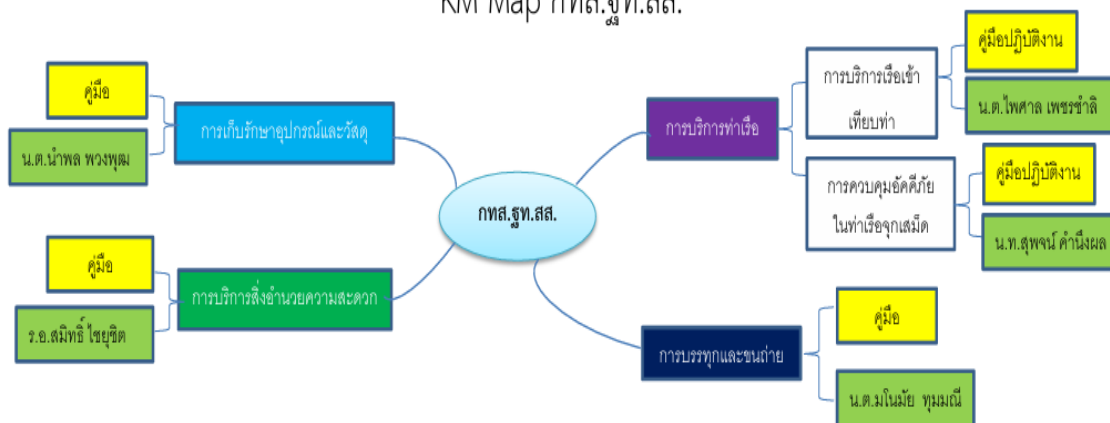 KM Map กทส.ฐท.สส.
คู่มือ
น.ต.นำพล พวงพุฒ
การเก็บรักษาอุปกรณ์และวัสดุ
คู่มือ
ร.อ.สมิทธิ์ ไชยุชิต
การบริการสิ่งอำนวยความสะดวก
กทส.ฐท.สส.
การบริการท่าเรือ
การบริการเรือเข้า
เทียบท่า
คู่มือปฏิบัติงาน
น.ต.ไพศาล เพชรชำลิ
การควบคุมอัคคีภัย
ในท่าเรือจุกเสม็ด
คู่มือปฏิบัติงาน
น.ท.สุพจน์ คำนึงผล
การบรรทุกและขนถ่าย
คู่มือ
น.ต.มโนมัย ทุมมณี